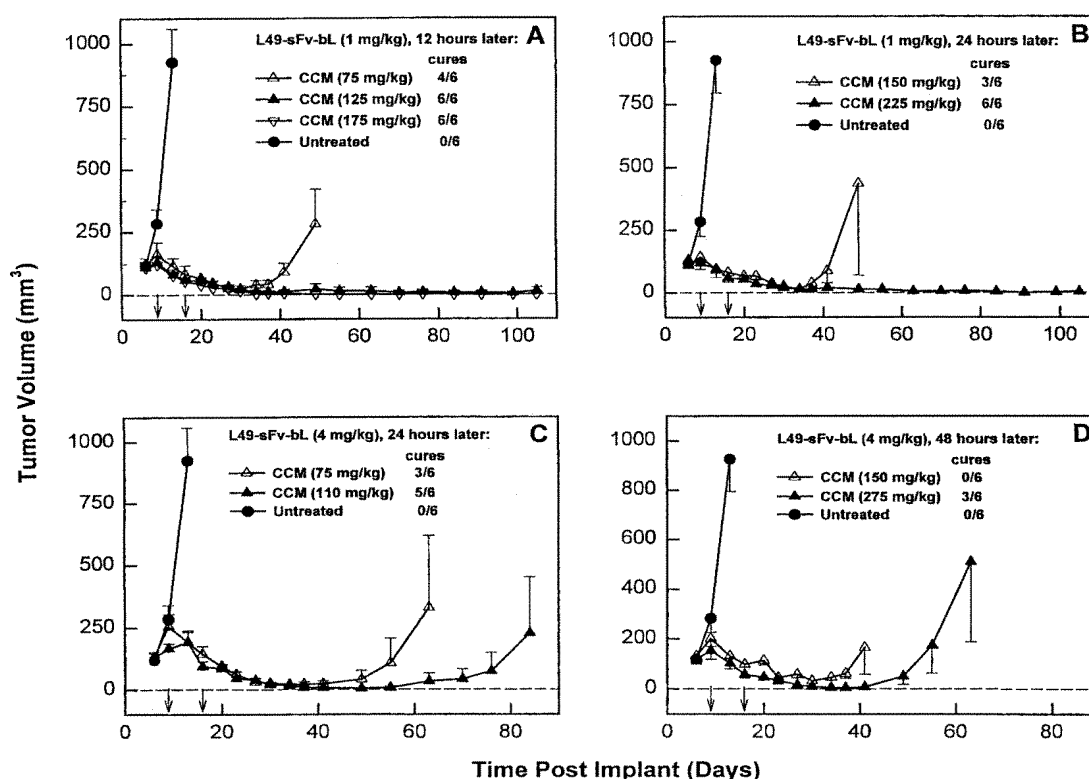 Tumor Volume (mm³)
A
L49-sFv-bL (1 mg/kg), 12 hours later:
cures
CCM (75 mg/kg) 4/6
CCM (125 mg/kg) 6/6
CCM (175 mg/kg) 6/6
Untreated 0/6
1000
750
500
250
0
0 20 40 60 80 100
B
L49-sFv-bL (1 mg/kg), 24 hours later:
cures
CCM (150 mg/kg) 3/6
CCM (225 mg/kg) 6/6
Untreated 0/6
1000
750
500
250
0
0 20 40 60 80 100
C
L49-sFv-bL (4 mg/kg), 24 hours later:
cures
CCM (75 mg/kg) 3/6
CCM (110 mg/kg) 5/6
Untreated 0/6
1000
750
500
250
0
0 20 40 60 80
D
L49-sFv-bL (4 mg/kg), 48 hours later:
cures
CCM (150 mg/kg) 0/6
CCM (275 mg/kg) 3/6
Untreated 0/6
1000
800
600
400
200
0
0 20 40 60 80
Time Post Implant (Days)